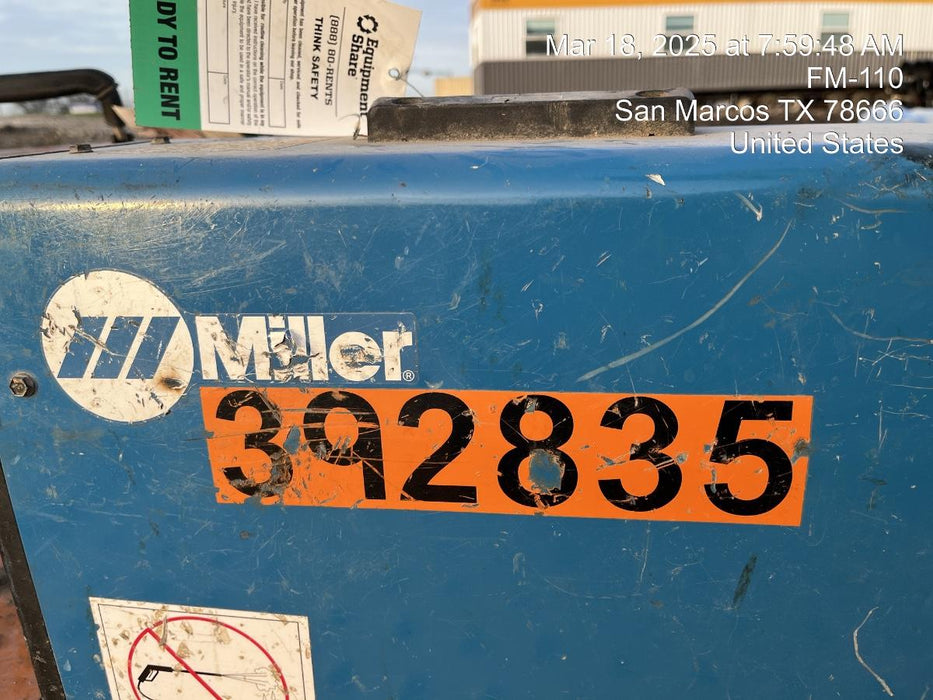 Mar 18, 2025 at 7:59:48 AM
FM-110
San Marcos TX 78666
United States
DY TO RENT
Equipment
Share
(888) 80-RENTS
THINK SAFETY
Miller®
392835